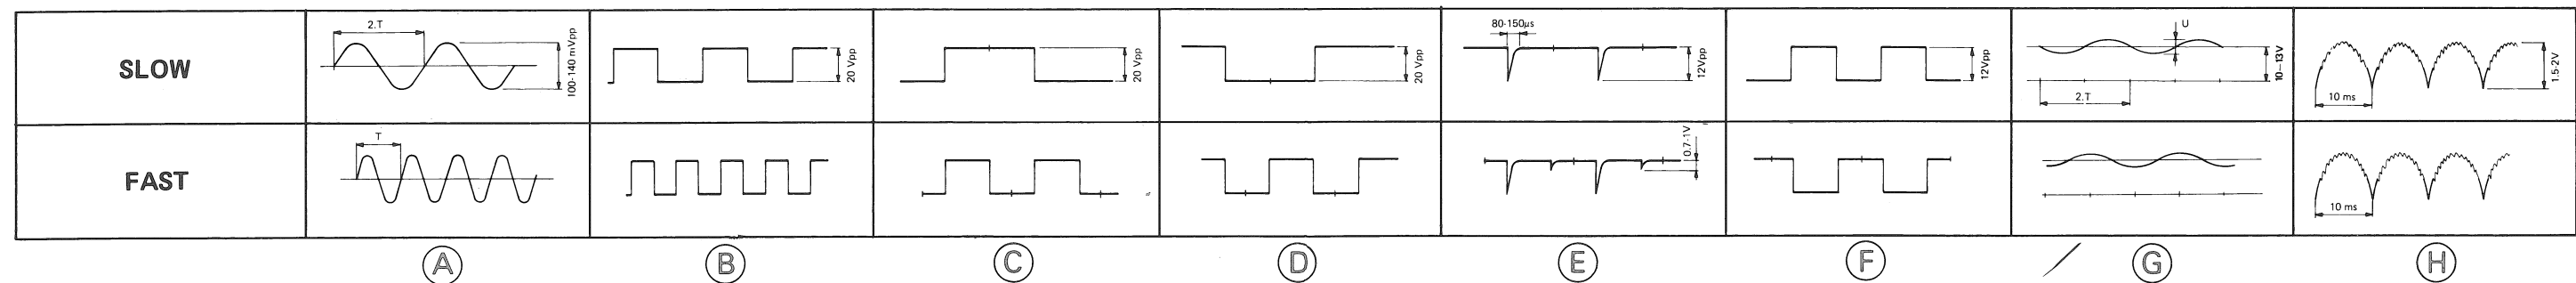 SLOW
2.T
100-140 mVpp
20 Vpp
20 Vpp
20 Vpp
80-150µs
12Vpp
12Vpp
U
10-13V
2.T
10 ms
1.5-2V
FAST
T
0.7-1V
10 ms
A
B
C
D
E
F
G
H